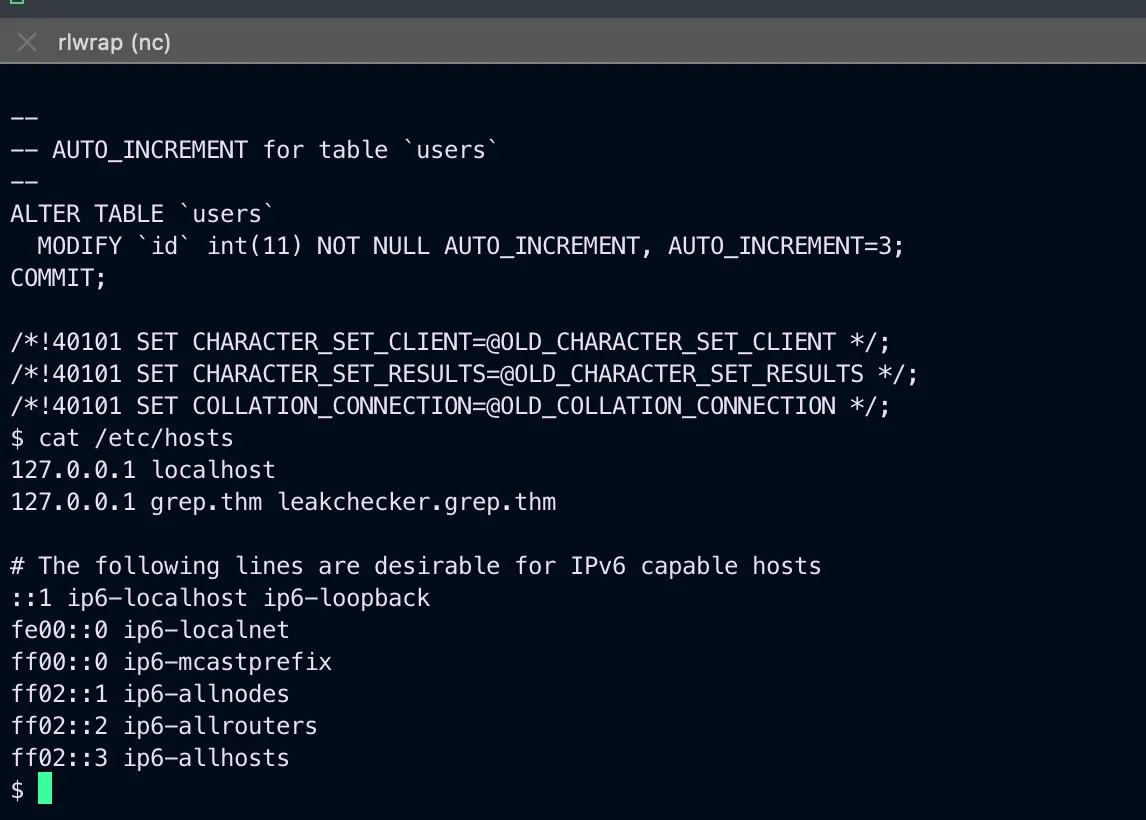 rlwrap (nc)
--
-- AUTO_INCREMENT for table `users`
--
ALTER TABLE `users`
  MODIFY `id` int(11) NOT NULL AUTO_INCREMENT, AUTO_INCREMENT=3;
COMMIT;

/*!40101 SET CHARACTER_SET_CLIENT=@OLD_CHARACTER_SET_CLIENT */;
/*!40101 SET CHARACTER_SET_RESULTS=@OLD_CHARACTER_SET_RESULTS */;
/*!40101 SET COLLATION_CONNECTION=@OLD_COLLATION_CONNECTION */;
$ cat /etc/hosts
127.0.0.1 localhost
127.0.0.1 grep.thm leakchecker.grep.thm

# The following lines are desirable for IPv6 capable hosts
::1 ip6-localhost ip6-loopback
fe00::0 ip6-localnet
ff00::0 ip6-mcastprefix
ff02::1 ip6-allnodes
ff02::2 ip6-allrouters
ff02::3 ip6-allhosts
$